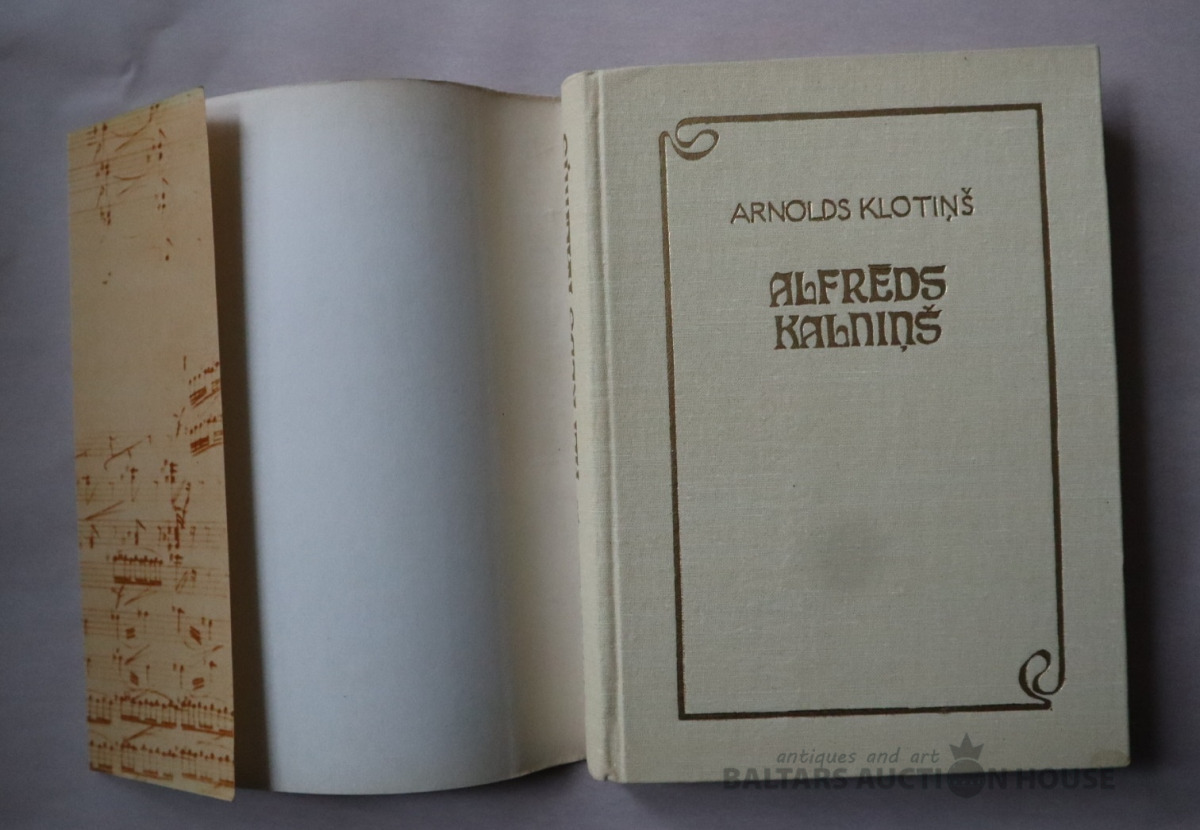 ARNOLDS KLOTIŅŠ
ALFRĒDS
KALNIŅŠ
antiques and art
BALTARS AUCTION HOUSE